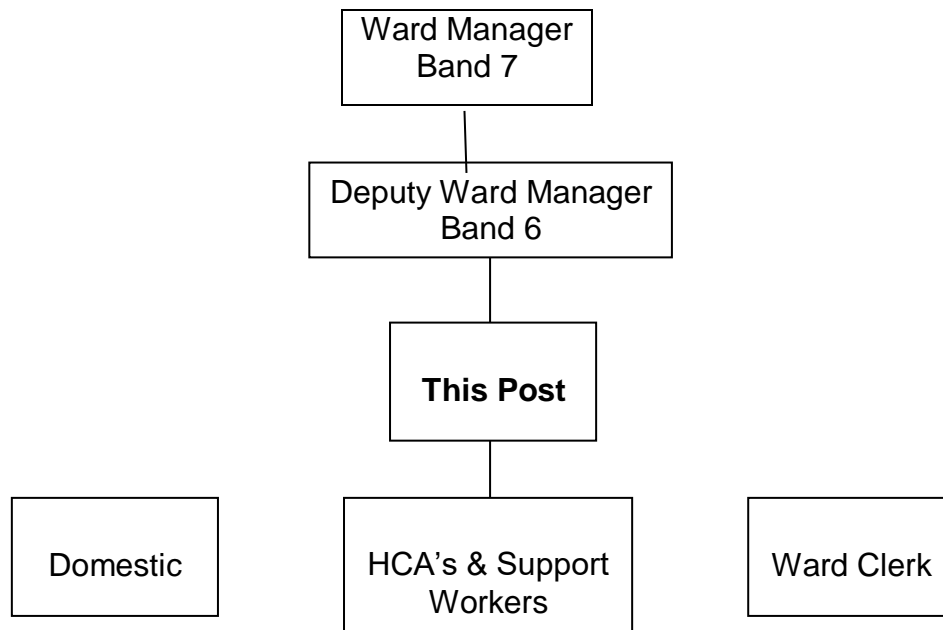 Ward Manager
Band 7
Deputy Ward Manager
Band 6
This Post
Domestic
HCA’s & Support
Workers
Ward Clerk